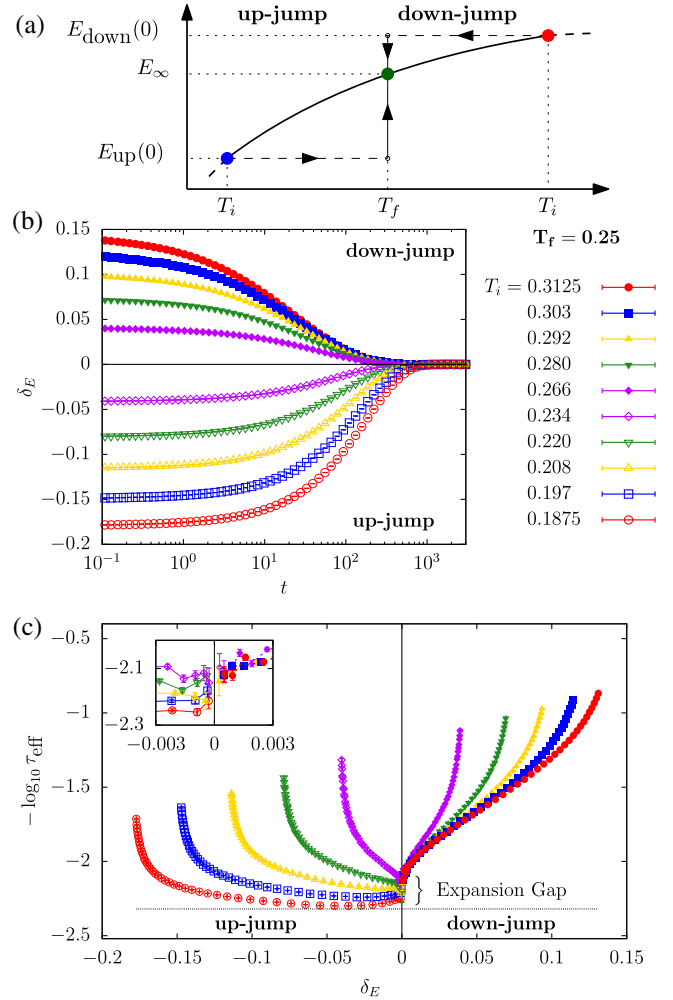 (a)
up-jump
down-jump
E_down(0)
E_∞
E_up(0)
T_i
T_f
T_i
(b)
T_f = 0.25
0.15
0.1
0.05
0
−0.05
−0.1
−0.15
−0.2
δ_E
down-jump
up-jump
10^−1
10^0
10^1
10^2
10^3
t
T_i = 0.3125
0.303
0.292
0.280
0.266
0.234
0.220
0.208
0.197
0.1875
(c)
−0.5
−1
−1.5
−2
−2.5
− log_10 τ_eff
−2.1
−2.3
−0.003
0
0.003
} Expansion Gap
up-jump
down-jump
−0.2
−0.15
−0.1
−0.05
0
0.05
0.1
0.15
δ_E